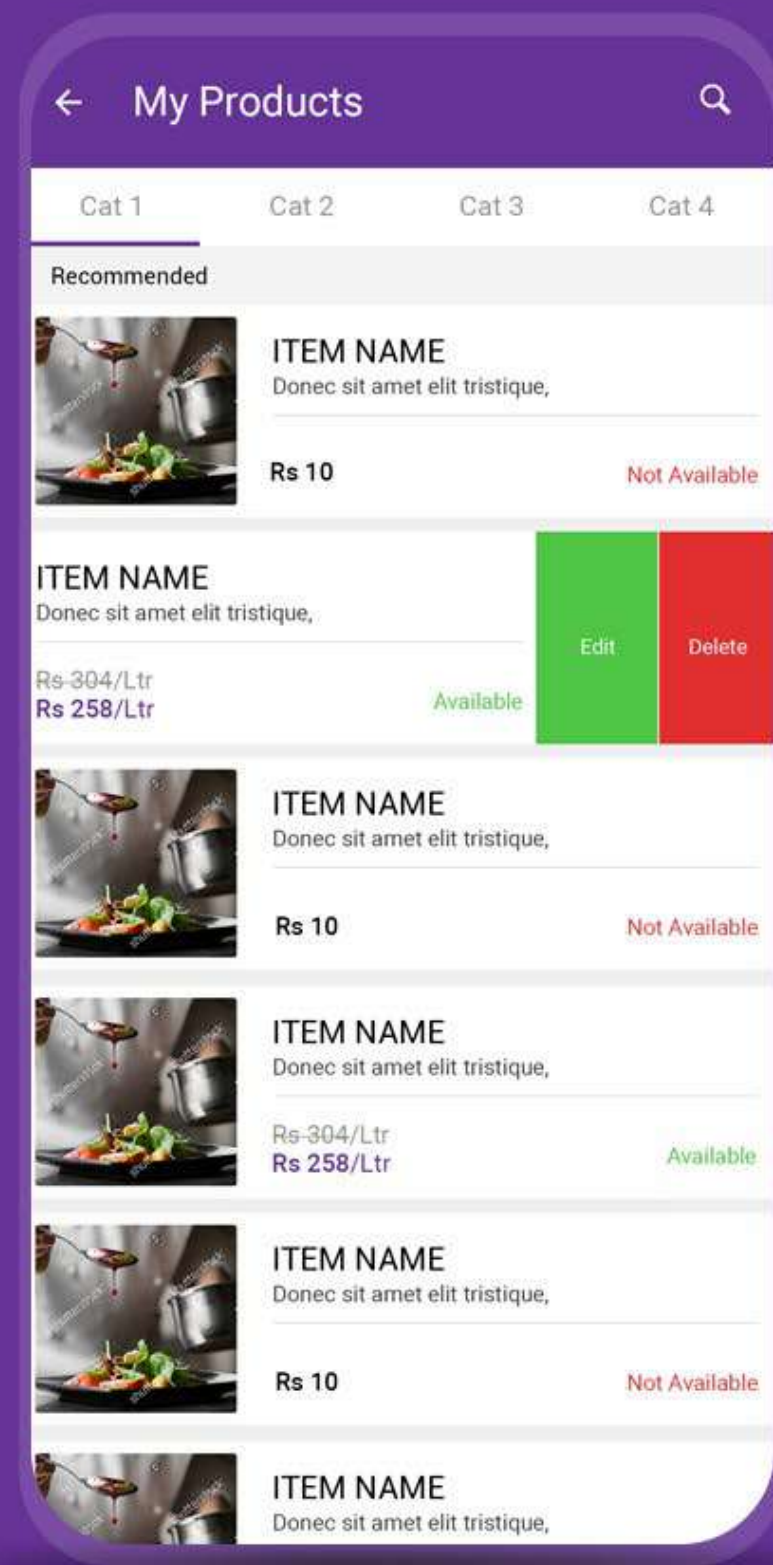 My Products
Cat 1 Cat 2 Cat 3 Cat 4
Recommended
ITEM NAME
Donec sit amet elit tristique,
Rs 10 Not Available
ITEM NAME
Donec sit amet elit tristique,
Edit Delete
Rs 304/Ltr
Rs 258/Ltr Available
ITEM NAME
Donec sit amet elit tristique,
Rs 10 Not Available
ITEM NAME
Donec sit amet elit tristique,
Rs 304/Ltr
Rs 258/Ltr Available
ITEM NAME
Donec sit amet elit tristique,
Rs 10 Not Available
ITEM NAME
Donec sit amet elit tristique,